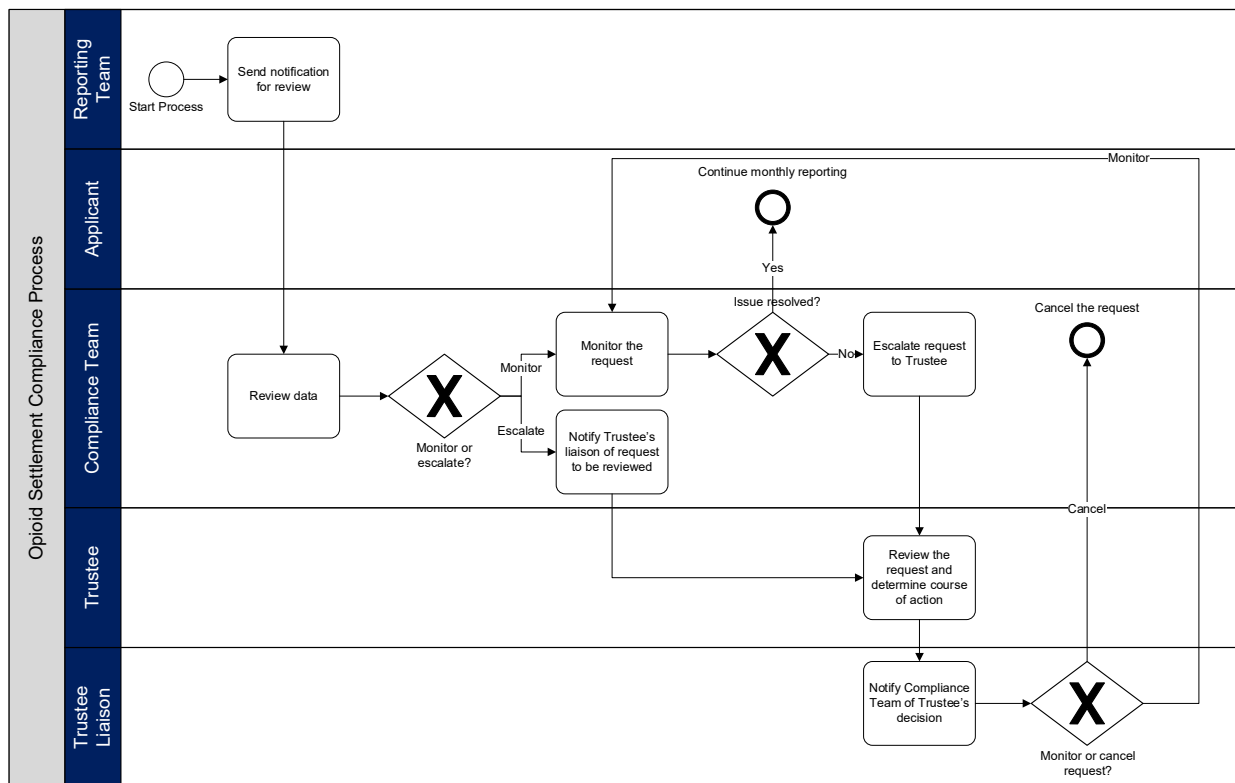 Opioid Settlement Compliance Process
Reporting
Team
Start Process
Send notification
for review
Applicant
Monitor
Continue monthly reporting
Yes
Compliance Team
Review data
Monitor or
escalate?
Monitor
Escalate
Monitor the
request
Notify Trustee's
liaison of request
to be reviewed
Issue resolved?
No
Escalate request
to Trustee
Cancel the request
Cancel
Trustee
Review the
request and
determine course
of action
Trustee
Liaison
Notify Compliance
Team of Trustee's
decision
Monitor or cancel
request?
X
X
X